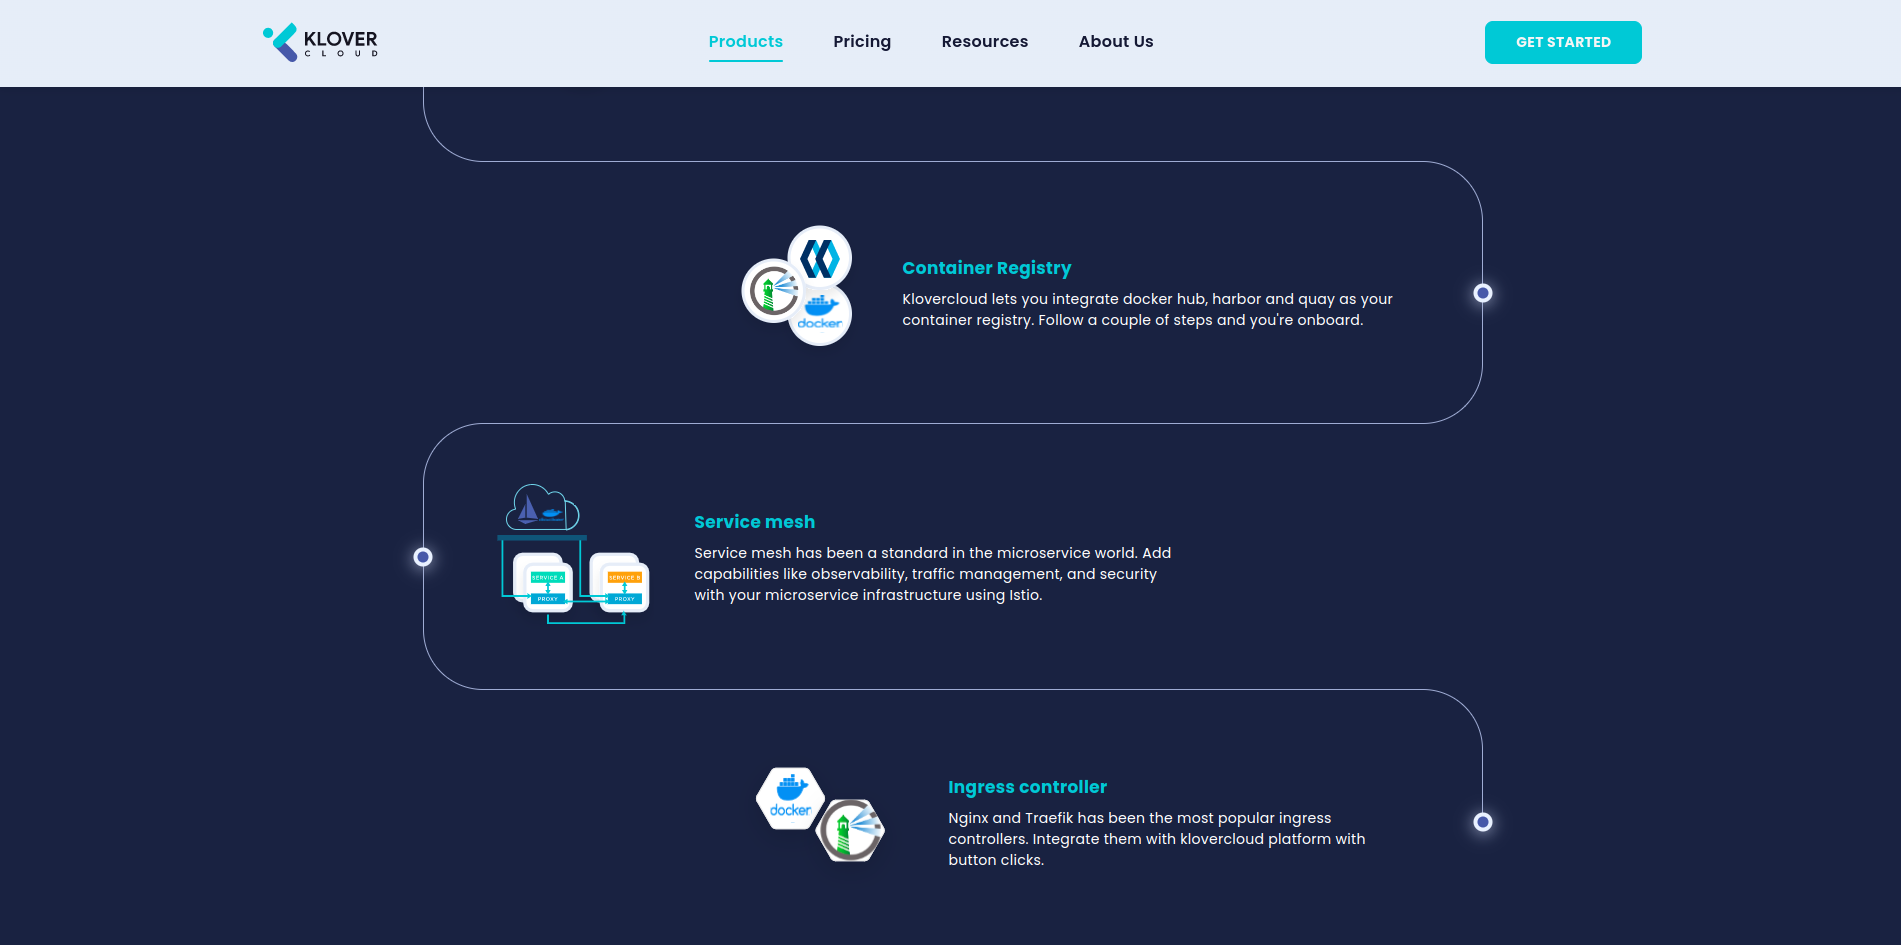 KLOVER
CLOUD
Products
Pricing
Resources
About Us
GET STARTED
Container Registry
Klovercloud lets you integrate docker hub, harbor and quay as your
container registry. Follow a couple of steps and you're onboard.
docker
Service mesh
Service mesh has been a standard in the microservice world. Add
capabilities like observability, traffic management, and security
with your microservice infrastructure using Istio.
SERVICE A
PROXY
SERVICE B
PROXY
Ingress controller
Nginx and Traefik has been the most popular ingress
controllers. Integrate them with klovercloud platform with
button clicks.
docker